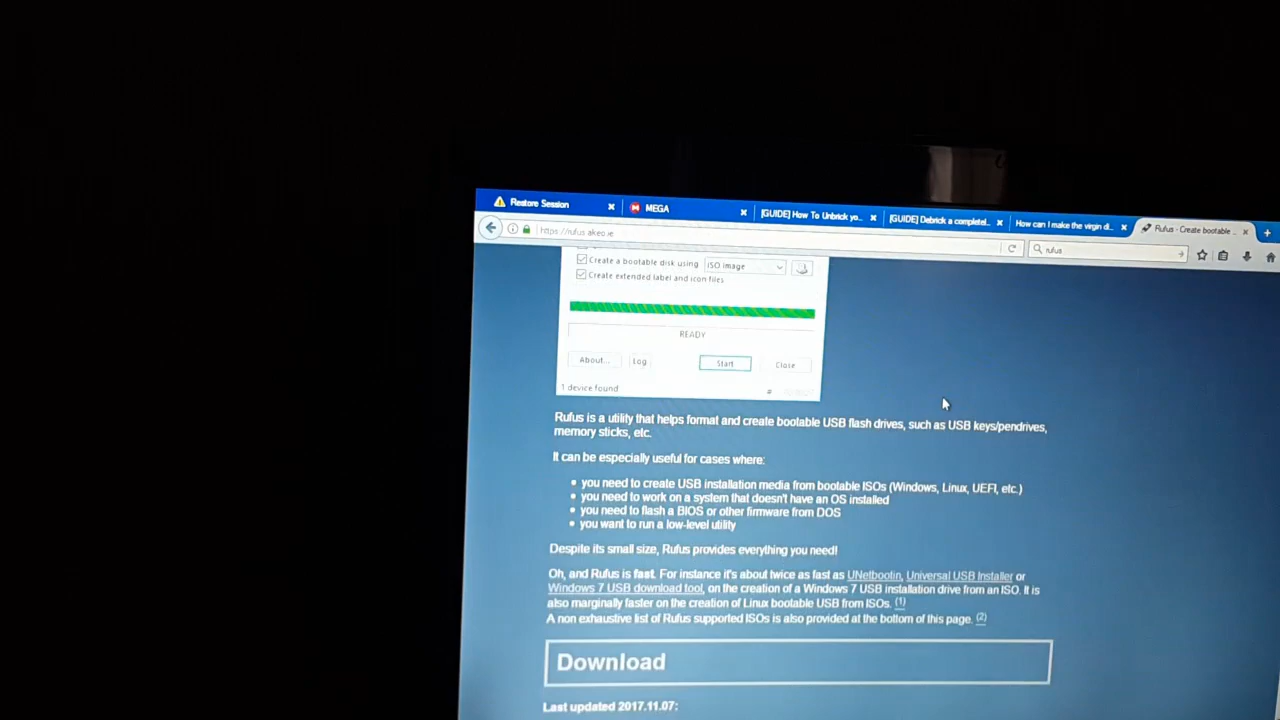 Restore Session
MEGA
[GUIDE] How To Unbrick yo...
[GUIDE] Debrick a completel...
How can I make the virgin di...
Rufus - Create bootable ...
https://rufus.akeo.ie
rufus
Create a bootable disk using
ISO image
Create extended label and icon files
READY
About...
Log
Start
Close
1 device found
#
Rufus is a utility that helps format and create bootable USB flash drives, such as USB keys/pendrives,
memory sticks, etc.
It can be especially useful for cases where:
you need to create USB installation media from bootable ISOs (Windows, Linux, UEFI, etc.)
you need to work on a system that doesn't have an OS installed
you need to flash a BIOS or other firmware from DOS
you want to run a low-level utility
Despite its small size, Rufus provides everything you need!
Oh, and Rufus is fast. For instance it's about twice as fast as UNetbootin, Universal USB Installer or
Windows 7 USB download tool, on the creation of a Windows 7 USB installation drive from an ISO. It is
also marginally faster on the creation of Linux bootable USB from ISOs. (1)
A non exhaustive list of Rufus supported ISOs is also provided at the bottom of this page. (2)
Download
Last updated 2017.11.07: